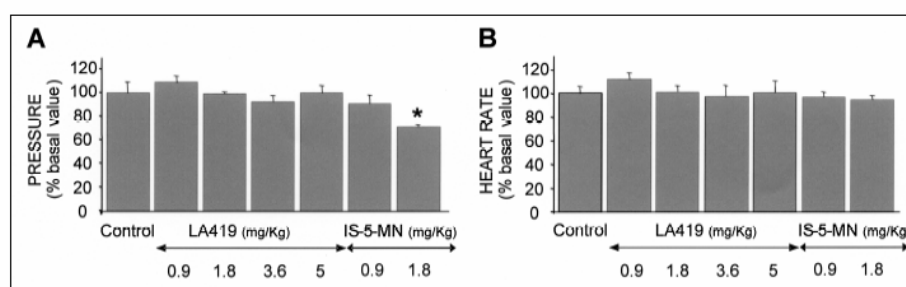 A
PRESSURE
(% basal value)
120
100
80
60
40
20
0
*
Control
LA419 (mg/Kg)
IS-5-MN (mg/Kg)
0.9 1.8 3.6 5 0.9 1.8
B
HEART RATE
(% basal value)
120
100
80
60
40
20
0
Control
LA419 (mg/Kg)
IS-5-MN (mg/Kg)
0.9 1.8 3.6 5 0.9 1.8